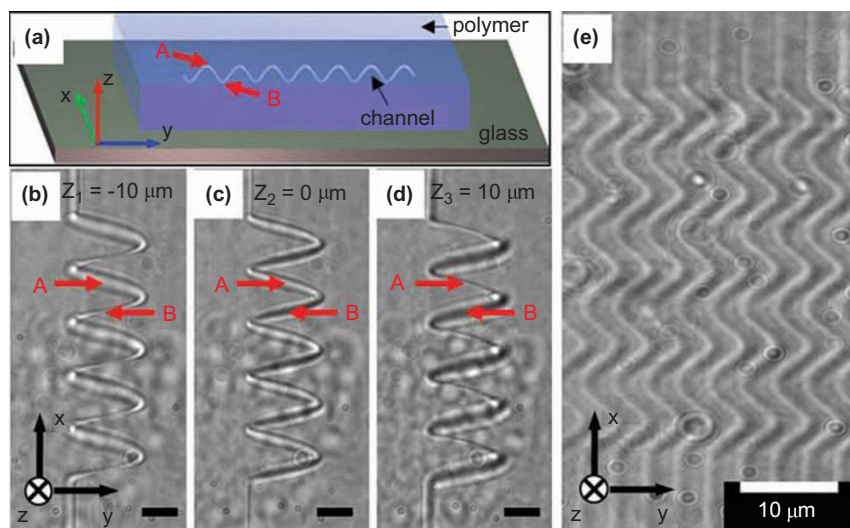 (a)
polymer
A
B
z
x
y
channel
glass
(b) Z1 = -10 μm
A
B
x
z
y
(c) Z2 = 0 μm
A
B
(d) Z3 = 10 μm
A
B
(e)
x
z
y
10 μm